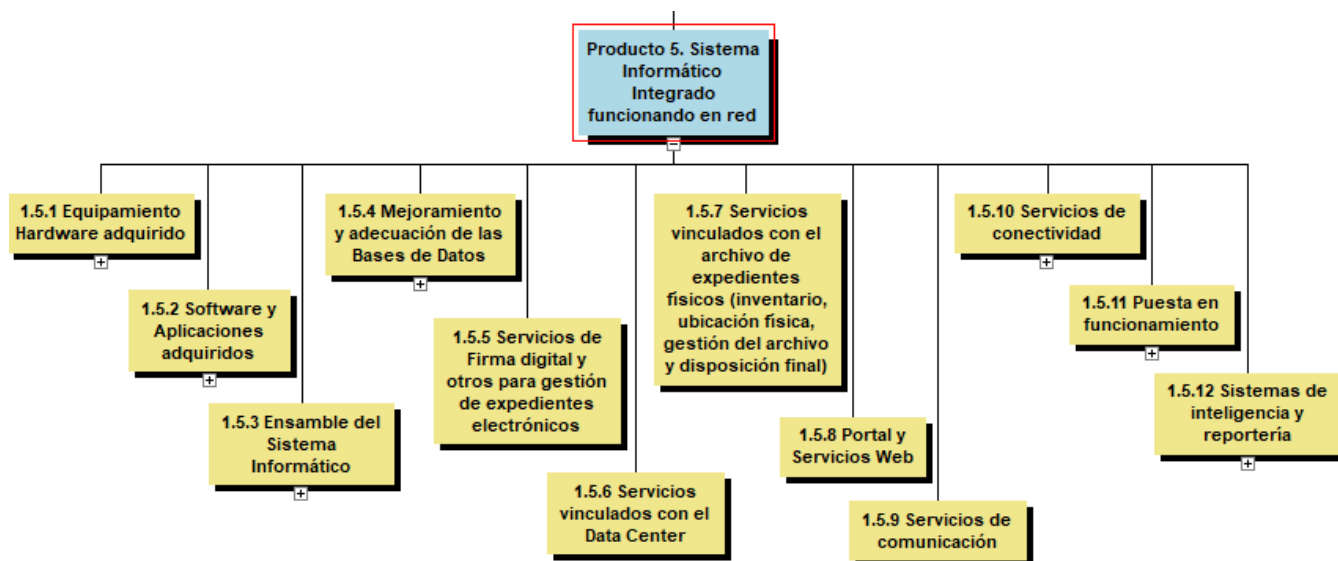 Producto 5. Sistema
Informático
Integrado
funcionando en red
1.5.1 Equipamiento
Hardware adquirido
1.5.2 Software y
Aplicaciones
adquiridos
1.5.3 Ensamble del
Sistema
Informático
1.5.4 Mejoramiento
y adecuación de las
Bases de Datos
1.5.5 Servicios de
Firma digital y
otros para gestión
de expedientes
electrónicos
1.5.6 Servicios
vinculados con el
Data Center
1.5.7 Servicios
vinculados con el
archivo de
expedientes
físicos (inventario,
ubicación física,
gestión del archivo
y disposición final)
1.5.8 Portal y
Servicios Web
1.5.9 Servicios de
comunicación
1.5.10 Servicios de
conectividad
1.5.11 Puesta en
funcionamiento
1.5.12 Sistemas de
inteligencia y
reportería